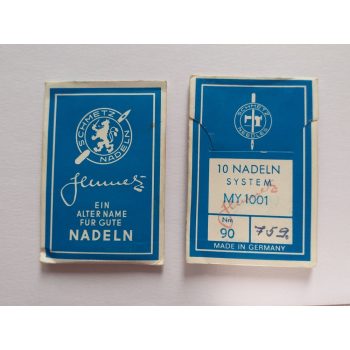 SCHMETZ
NADELN
Schmetz
EIN
ALTER NAME
FÜR GUTE
NADELN
SCHMETZ
NEEDLES
10 NADELN
SYSTEM
MY 1001
Nm
90
759
MADE IN GERMANY